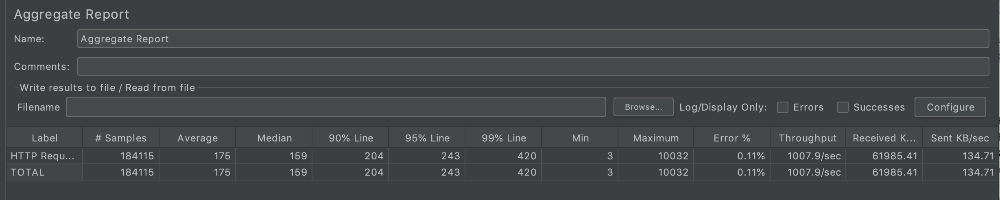 Aggregate Report
Name: Aggregate Report
Comments:
Write results to file / Read from file
Filename Browse... Log/Display Only: Errors Successes Configure
Label # Samples Average Median 90% Line 95% Line 99% Line Min Maximum Error % Throughput Received K... Sent KB/sec
HTTP Requ... 184115 175 159 204 243 420 3 10032 0.11% 1007.9/sec 61985.41 134.71
TOTAL 184115 175 159 204 243 420 3 10032 0.11% 1007.9/sec 61985.41 134.71